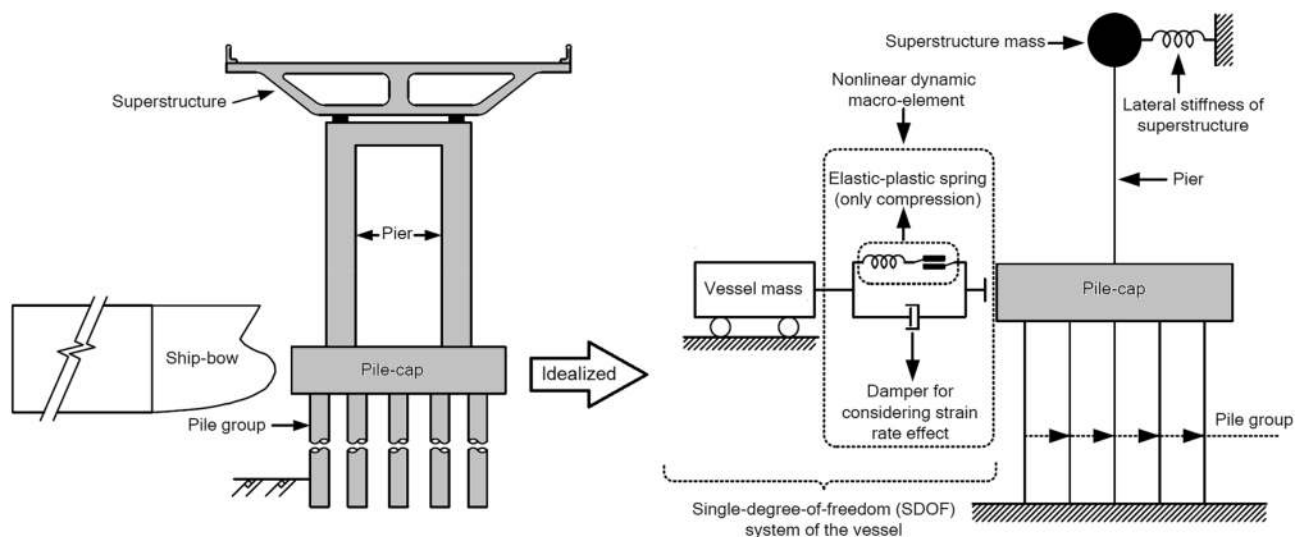 Superstructure
Pier
Ship-bow
Pile-cap
Pile group
Idealized
Superstructure mass
Nonlinear dynamic
macro-element
Lateral stiffness of
superstructure
Elastic-plastic spring
(only compression)
Pier
Vessel mass
Pile-cap
Damper for
considering strain
rate effect
Pile group
Single-degree-of-freedom (SDOF)
system of the vessel